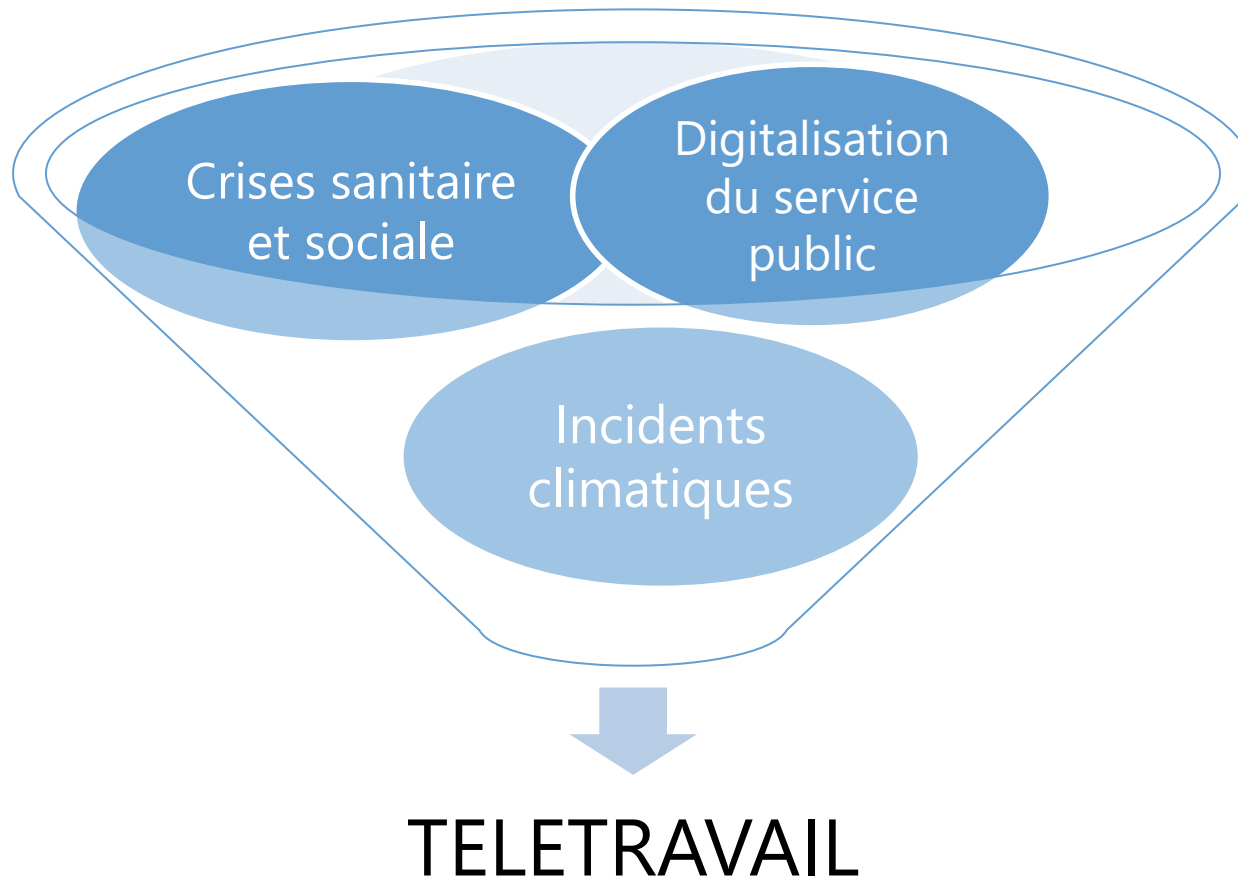 Crises sanitaire
et sociale
Digitalisation
du service
public
Incidents
climatiques
TELETRAVAIL